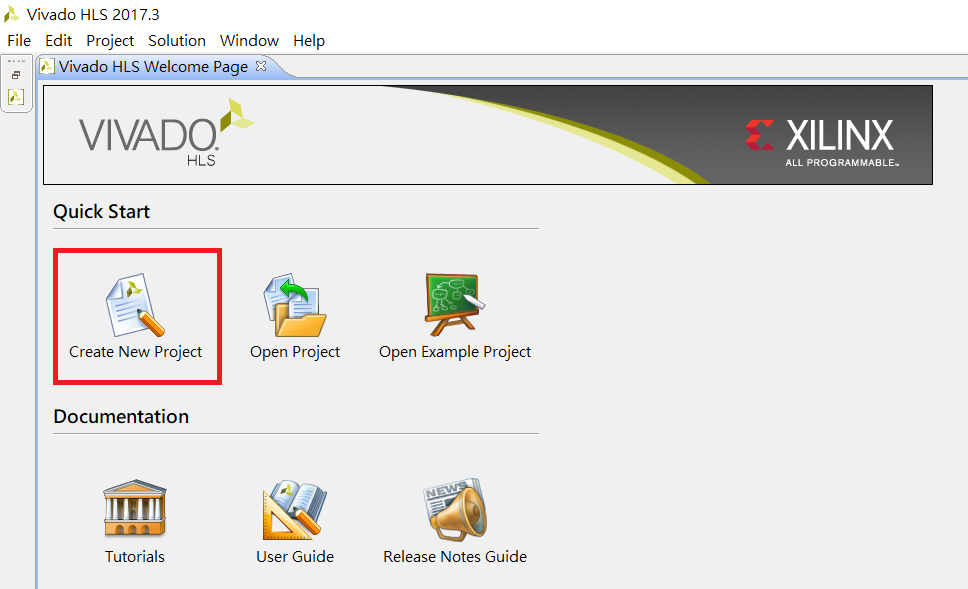 Vivado HLS 2017.3
File Edit Project Solution Window Help
Vivado HLS Welcome Page
VIVADO.
HLS
XILINX
ALL PROGRAMMABLE™
Quick Start
Create New Project
Open Project
Open Example Project
Documentation
NEWS
Tutorials
User Guide
Release Notes Guide